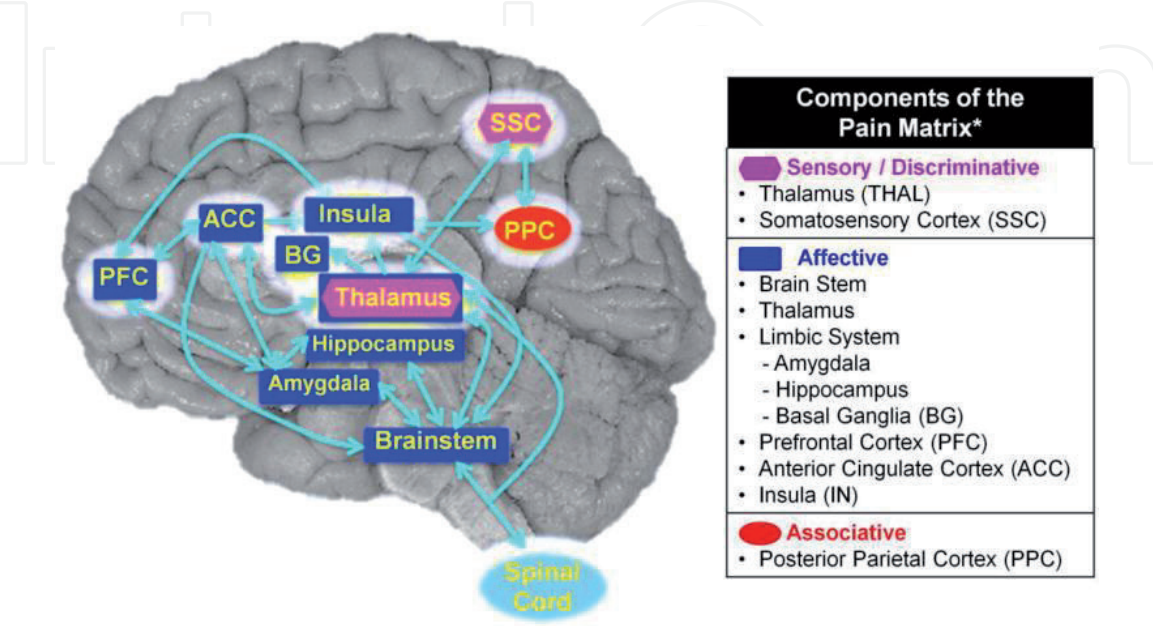 SSC
ACC
Insula
PPC
BG
PFC
Thalamus
Hippocampus
Amygdala
Brainstem
Spinal
Cord
Components of the
Pain Matrix*
Sensory / Discriminative
• Thalamus (THAL)
• Somatosensory Cortex (SSC)
Affective
• Brain Stem
• Thalamus
• Limbic System
- Amygdala
- Hippocampus
- Basal Ganglia (BG)
• Prefrontal Cortex (PFC)
• Anterior Cingulate Cortex (ACC)
• Insula (IN)
Associative
• Posterior Parietal Cortex (PPC)